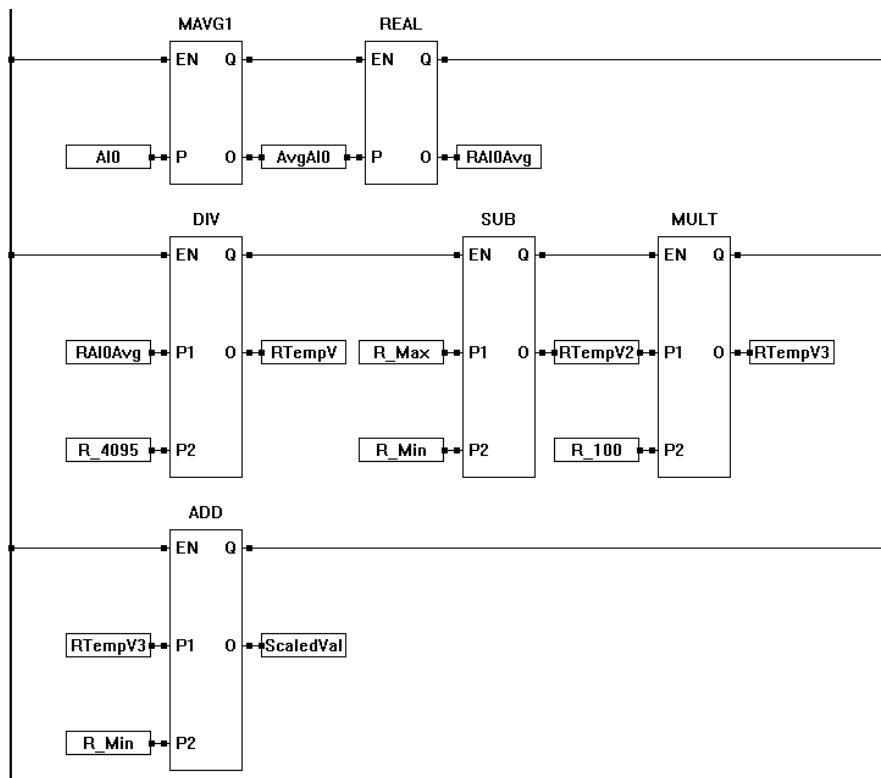 MAVG1 REAL
EN Q EN Q
AI0 P O AvgAI0 P O RAI0Avg
DIV SUB MULT
EN Q EN Q EN Q
RAI0Avg P1 O RTempV R_Max P1 O RTempV2 P1 O RTempV3
R_4095 P2 R_Min P2 R_100 P2
ADD
EN Q
RTempV3 P1 O ScaledVal
R_Min P2